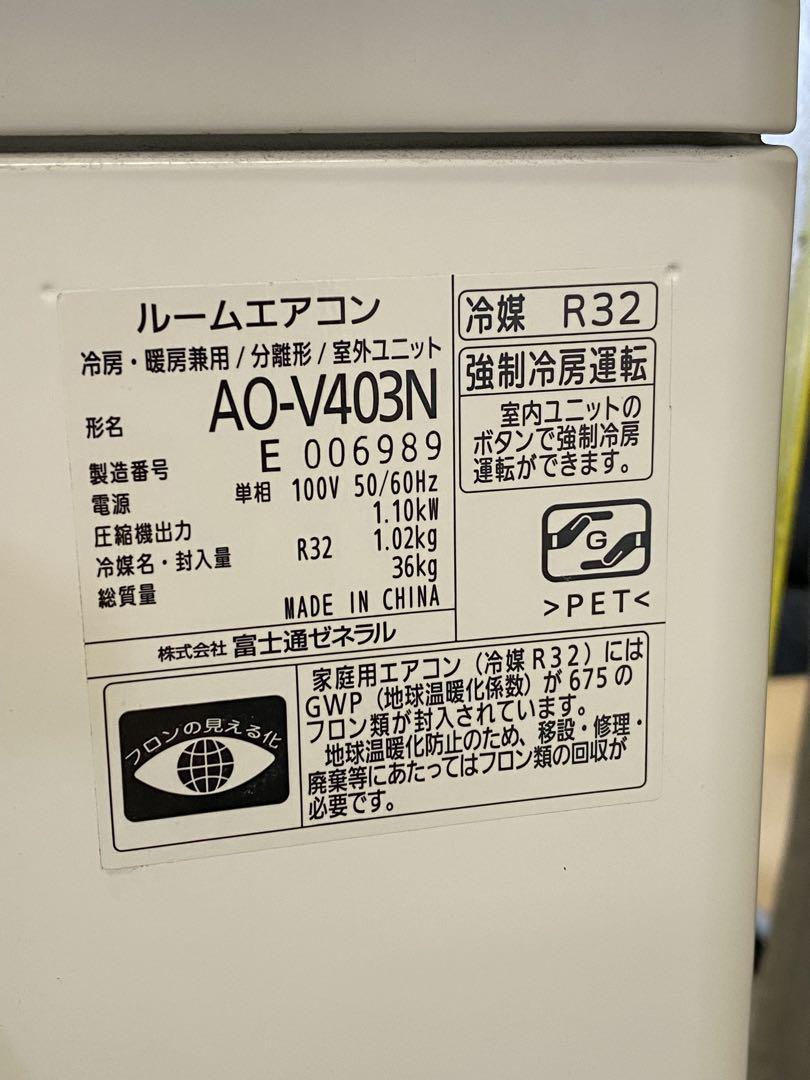 ルームエアコン
冷房・暖房兼用/分離形/室外ユニット
形名 AO-V403N
製造番号 E 006989
電源 単相 100V 50/60Hz
圧縮機出力 1.10kW
冷媒名・封入量 R32 1.02kg
総質量 36kg
MADE IN CHINA
株式会社 富士通ゼネラル
冷媒 R32
強制冷房運転
室内ユニットの
ボタンで強制冷房
運転ができます。
G
>PET<
フロンの見える化
家庭用エアコン(冷媒R32)には
GWP(地球温暖化係数)が675の
フロン類が封入されています。
地球温暖化防止のため、移設・修理・
廃棄等にあたってはフロン類の回収が
必要です。